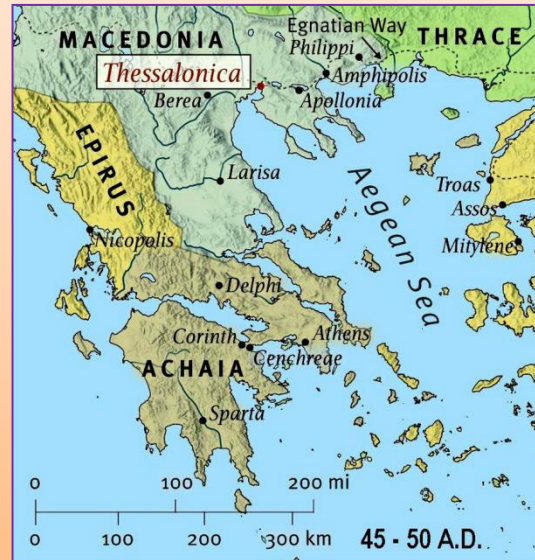 MACEDONIA
Egnatian Way
Philippi
THRACE
Thessalonica
Amphipolis
Berea
Apollonia
EPIRUS
Larisa
Aegean Sea
Troas
Assos
Mitylene
Nicopolis
Delphi
Corinth
Athens
Cenchreae
ACHAIA
Sparta
0 100 200 mi
0 100 200 300 km
45 - 50 A.D.